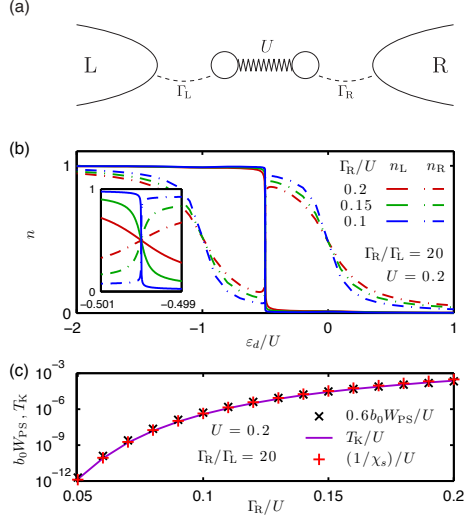 (a)
L
U
R
Γ_L
Γ_R
(b)
1
n
0
Γ_R/U n_L n_R
0.2
0.15
0.1
Γ_R/Γ_L = 20
U = 0.2
1
0
−0.501 −0.499
−2 −1 0 1
ε_d/U
(c)
b_0W_PS, T_K
10^−3
10^−6
10^−9
10^−12
U = 0.2
Γ_R/Γ_L = 20
0.6b_0W_PS/U
T_K/U
(1/χ_s)/U
0.05 0.1 0.15 0.2
Γ_R/U